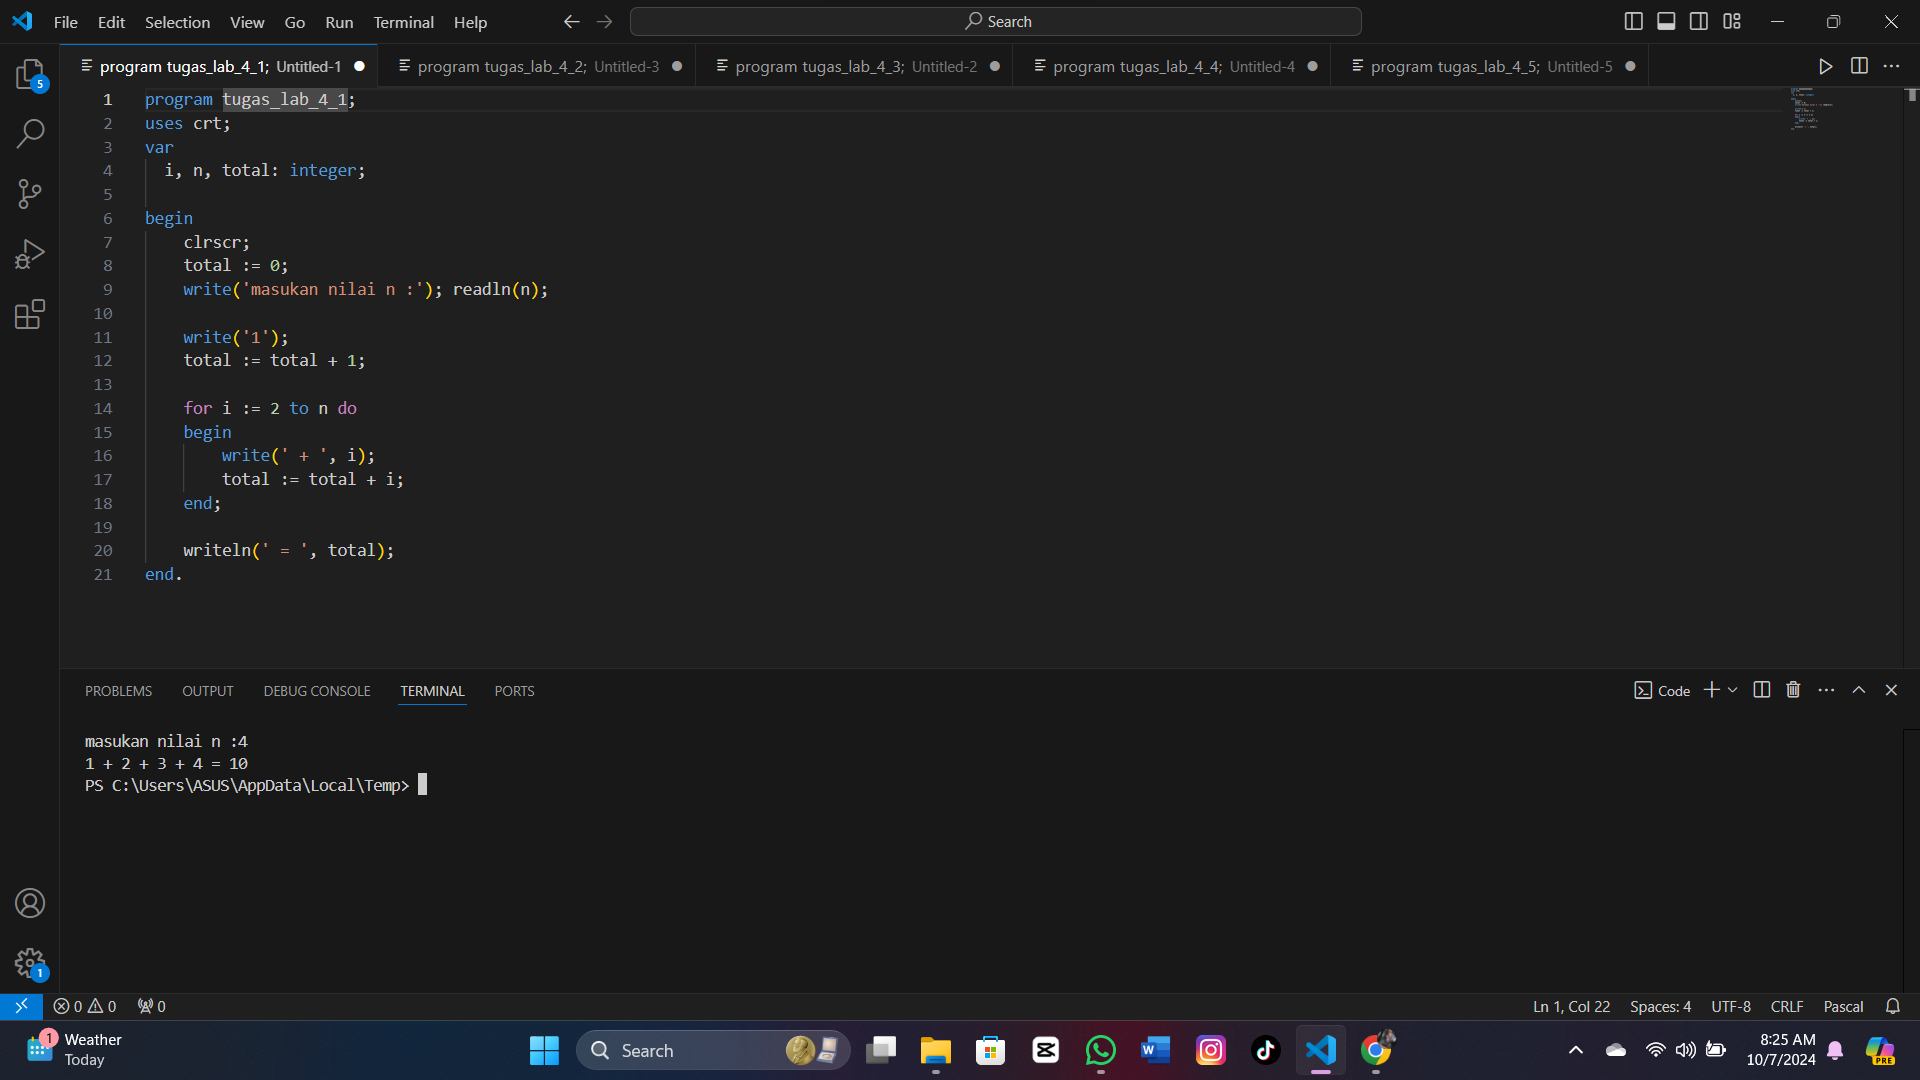 File Edit Selection View Go Run Terminal Help Search
program tugas_lab_4_1; Untitled-1 program tugas_lab_4_2; Untitled-3 program tugas_lab_4_3; Untitled-2 program tugas_lab_4_4; Untitled-4 program tugas_lab_4_5; Untitled-5
5
1 program tugas_lab_4_1;
2 uses crt;
3 var
4 i, n, total: integer;
5
6 begin
7 clrscr;
8 total := 0;
9 write('masukan nilai n :'); readln(n);
10
11 write('1');
12 total := total + 1;
13
14 for i := 2 to n do
15 begin
16 write(' + ', i);
17 total := total + i;
18 end;
19
20 writeln(' = ', total);
21 end.
PROBLEMS OUTPUT DEBUG CONSOLE TERMINAL PORTS Code
masukan nilai n :4
1 + 2 + 3 + 4 = 10
PS C:\Users\ASUS\AppData\Local\Temp>
1
0 0 0 Ln 1, Col 22 Spaces: 4 UTF-8 CRLF Pascal
1 Weather
Today
Search
W
PRE
8:25 AM
10/7/2024